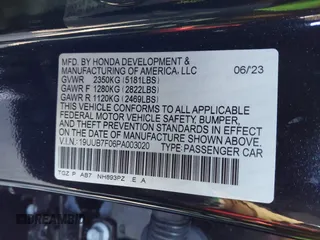 MFD. BY HONDA DEVELOPMENT &
MANUFACTURING OF AMERICA, LLC 06/23
GVWR 2350KG (5181LBS)
GAWR F 1280KG (2822LBS)
GAWR R 1120KG (2469LBS)
THIS VEHICLE CONFORMS TO ALL APPLICABLE
FEDERAL MOTOR VEHICLE SAFETY, BUMPER,
AND THEFT PREVENTION STANDARDS IN EFFECT
ON THE DATE OF MANUFACTURE SHOWN ABOVE.
V.I.N.: 19UUB7F06PA003020 TYPE:PASSENGER CAR
TGZ P AB7 NH893PZ E A